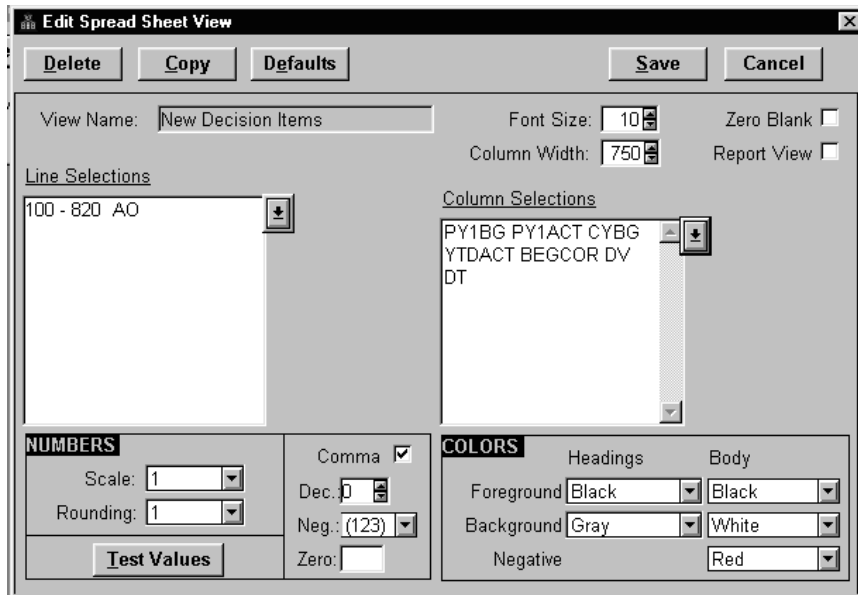 Edit Spread Sheet View
Delete Copy Defaults Save Cancel
View Name: New Decision Items Font Size: 10 Zero Blank
Column Width: 750 Report View
Line Selections
100 - 820 AO
Column Selections
PY1BG PY1ACT CYBG
YTDACT BEGCOR DV
DT
NUMBERS
Scale: 1
Rounding: 1
Test Values
Comma
Dec.: 0
Neg.: (123)
Zero:
COLORS Headings Body
Foreground Black Black
Background Gray White
Negative Red